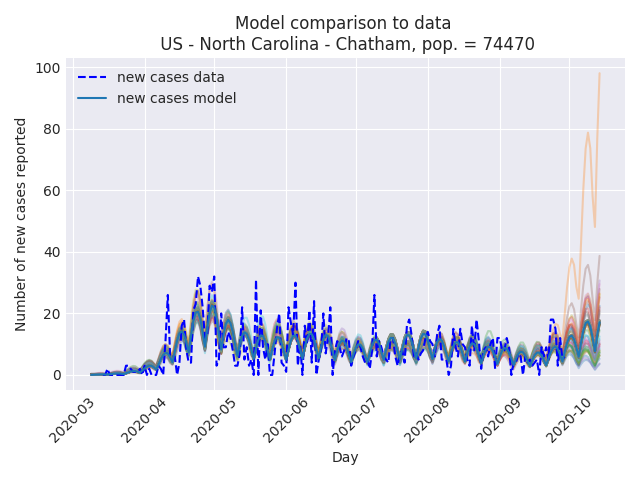 Model comparison to data
US - North Carolina - Chatham, pop. = 74470
new cases data
new cases model
Number of new cases reported
100
80
60
40
20
0
2020-03
2020-04
2020-05
2020-06
2020-07
2020-08
2020-09
2020-10
Day